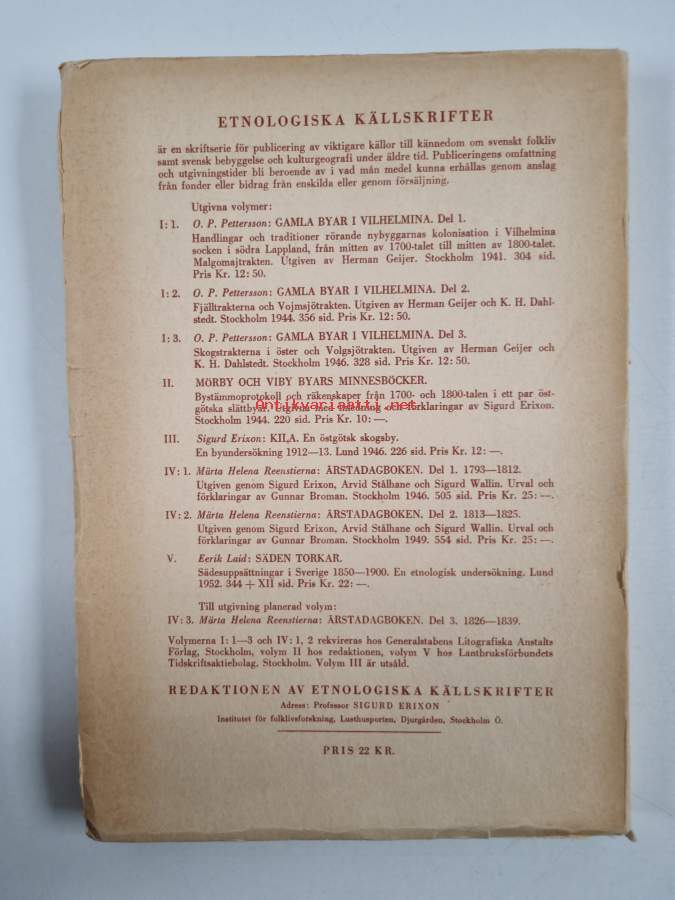 ETNOLOGISKA KÄLLSKRIFTER
är en skriftserie för publicering av viktigare källor till kännedom om svenskt folkliv
samt svensk bebyggelse och kulturgeografi under äldre tid. Publiceringens omfattning
och utgivningstider bli beroende av i vad mån medel kunna erhållas genom anslag
från fonder eller bidrag från enskilda eller genom försäljning.
Utgivna volymer:
I: 1. O. P. Pettersson: GAMLA BYAR I VILHELMINA. Del 1.
Handlingar och traditioner rörande nybyggarnas kolonisation i Vilhelmina
socken i södra Lappland, från mitten av 1700-talet till mitten av 1800-talet.
Malgomajtrakten. Utgiven av Herman Geijer. Stockholm 1941. 304 sid.
Pris Kr. 12: 50.
I: 2. O. P. Pettersson: GAMLA BYAR I VILHELMINA. Del 2.
Fjälltrakterna och Vojmsjötrakten. Utgiven av Herman Geijer och K. H. Dahl-
stedt. Stockholm 1944. 356 sid. Pris Kr. 12: 50.
I: 3. O. P. Pettersson: GAMLA BYAR I VILHELMINA. Del 3.
Skogstrakterna i öster och Volgsjötrakten. Utgiven av Herman Geijer och
K. H. Dahlstedt. Stockholm 1946. 328 sid. Pris Kr. 12: 50.
II. MÖRBY OCH VIBY BYARS MINNESBÖCKER.
Bystämmoprotokoll och räkenskaper från 1700- och 1800-talen i ett par öst-
götska slättbyar. Utgivna med inledning och förklaringar av Sigurd Erixon.
Antikvariaatti.net
Stockholm 1944. 220 sid. Pris Kr. 10: —.
III. Sigurd Erixon: KILA. En östgötsk skogsby.
En byundersökning 1912—13. Lund 1946. 226 sid. Pris Kr. 12: —.
IV: 1. Märta Helena Reenstierna: ÅRSTADAGBOKEN. Del 1. 1793—1812.
Utgiven genom Sigurd Erixon, Arvid Stålhane och Sigurd Wallin. Urval och
förklaringar av Gunnar Broman. Stockholm 1946. 505 sid. Pris Kr. 25: —.
IV: 2. Märta Helena Reenstierna: ÅRSTADAGBOKEN. Del 2. 1813—1825.
Utgiven genom Sigurd Erixon, Arvid Stålhane och Sigurd Wallin. Urval och
förklaringar av Gunnar Broman. Stockholm 1949. 554 sid. Pris Kr. 25: —.
V. Eerik Laid: SÄDEN TORKAR.
Sädesuppsättningar i Sverige 1850—1900. En etnologisk undersökning. Lund
1952. 344 + XII sid. Pris Kr. 22: —.
Till utgivning planerad volym:
IV: 3. Märta Helena Reenstierna: ÅRSTADAGBOKEN. Del 3. 1826—1839.
Volymerna I: 1—3 och IV: 1, 2 rekvireras hos Generalstabens Litografiska Anstalts
Förlag, Stockholm, volym II hos redaktionen, volym V hos Lantbruksförbundets
Tidskriftsaktiebolag, Stockholm. Volym III är utsåld.
REDAKTIONEN AV ETNOLOGISKA KÄLLSKRIFTER
Adress: Professor SIGURD ERIXON
Institutet för folklivsforskning, Lusthusporten, Djurgården, Stockholm Ö.
PRIS 22 KR.